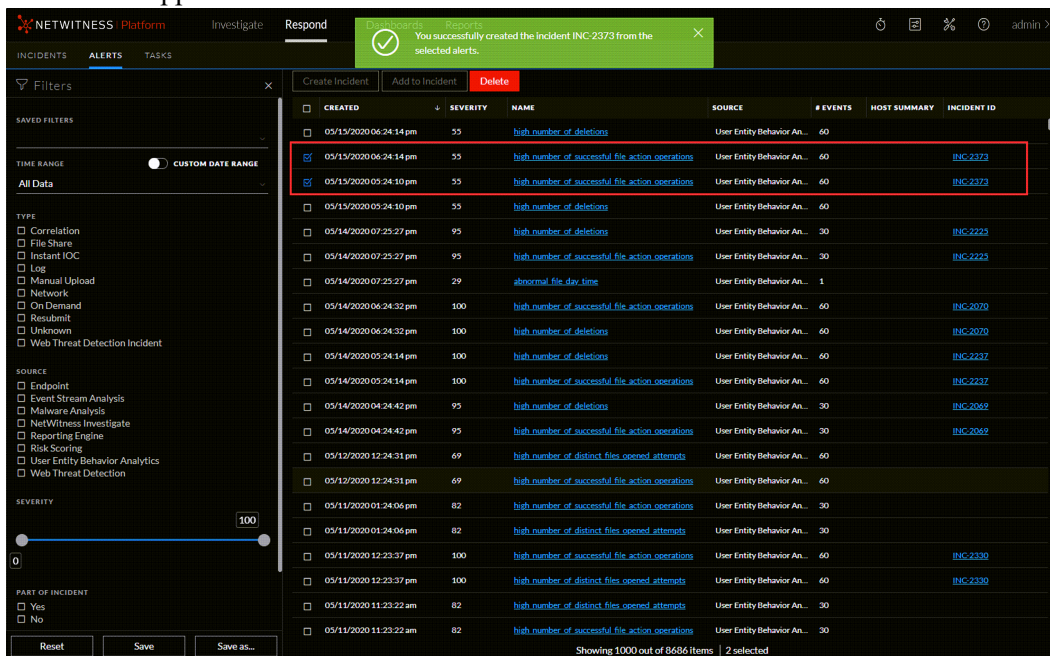 NETWITNESS Platform Investigate Respond Dashboards Reports admin
You successfully created the incident INC-2373 from the
selected alerts.
INCIDENTS ALERTS TASKS
Filters
Create Incident Add to Incident Delete
CREATED SEVERITY NAME SOURCE # EVENTS HOST SUMMARY INCIDENT ID
SAVED FILTERS
TIME RANGE CUSTOM DATE RANGE
All Data
TYPE
Correlation
File Share
Instant IOC
Log
Manual Upload
Network
On Demand
Resubmit
Unknown
Web Threat Detection Incident
SOURCE
Endpoint
Event Stream Analysis
Malware Analysis
NetWitness Investigate
Reporting Engine
Risk Scoring
User Entity Behavior Analytics
Web Threat Detection
SEVERITY
100
0
PART OF INCIDENT
Yes
No
Reset Save Save as...
05/15/2020 06:24:14 pm 55 high number of deletions User Entity Behavior An... 60
05/15/2020 06:24:14 pm 55 high number of successful file action operations User Entity Behavior An... 60 INC-2373
05/15/2020 05:24:10 pm 55 high number of successful file action operations User Entity Behavior An... 60 INC-2373
05/15/2020 05:24:10 pm 55 high number of deletions User Entity Behavior An... 60
05/14/2020 07:25:27 pm 95 high number of deletions User Entity Behavior An... 30 INC-2225
05/14/2020 07:25:27 pm 95 high number of successful file action operations User Entity Behavior An... 30 INC-2225
05/14/2020 07:25:27 pm 29 abnormal file day time User Entity Behavior An... 1
05/14/2020 06:24:32 pm 100 high number of successful file action operations User Entity Behavior An... 60 INC-2070
05/14/2020 06:24:32 pm 100 high number of deletions User Entity Behavior An... 60 INC-2070
05/14/2020 05:24:14 pm 100 high number of deletions User Entity Behavior An... 60 INC-2237
05/14/2020 05:24:14 pm 100 high number of successful file action operations User Entity Behavior An... 60 INC-2237
05/14/2020 04:24:42 pm 95 high number of deletions User Entity Behavior An... 30 INC-2069
05/14/2020 04:24:42 pm 95 high number of successful file action operations User Entity Behavior An... 30 INC-2069
05/12/2020 12:24:31 pm 69 high number of distinct files opened attempts User Entity Behavior An... 60
05/12/2020 12:24:31 pm 69 high number of successful file action operations User Entity Behavior An... 60
05/11/2020 01:24:06 pm 82 high number of successful file action operations User Entity Behavior An... 30
05/11/2020 01:24:06 pm 82 high number of distinct files opened attempts User Entity Behavior An... 30
05/11/2020 12:23:37 pm 100 high number of successful file action operations User Entity Behavior An... 60 INC-2330
05/11/2020 12:23:37 pm 100 high number of distinct files opened attempts User Entity Behavior An... 60 INC-2330
05/11/2020 11:23:22 am 82 high number of distinct files opened attempts User Entity Behavior An... 30
05/11/2020 11:23:22 am 82 high number of successful file action operations User Entity Behavior An... 30
Showing 1000 out of 8686 items | 2 selected